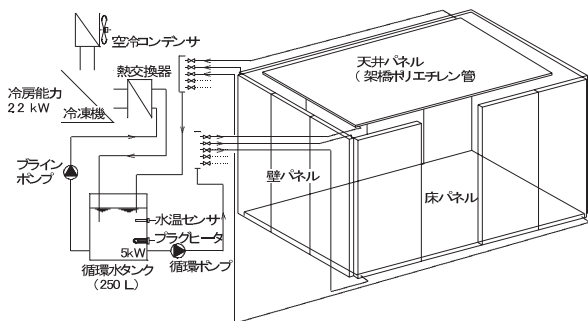 空冷コンデンサ
熱交換器
冷房能力
2.2 kW
冷凍機
ブライン
ポンプ
水温センサ
プラグヒータ
5kW
循環ポンプ
循環水タンク
(250 L)
天井パネル
(架橋ポリエチレン管)
壁パネル
床パネル